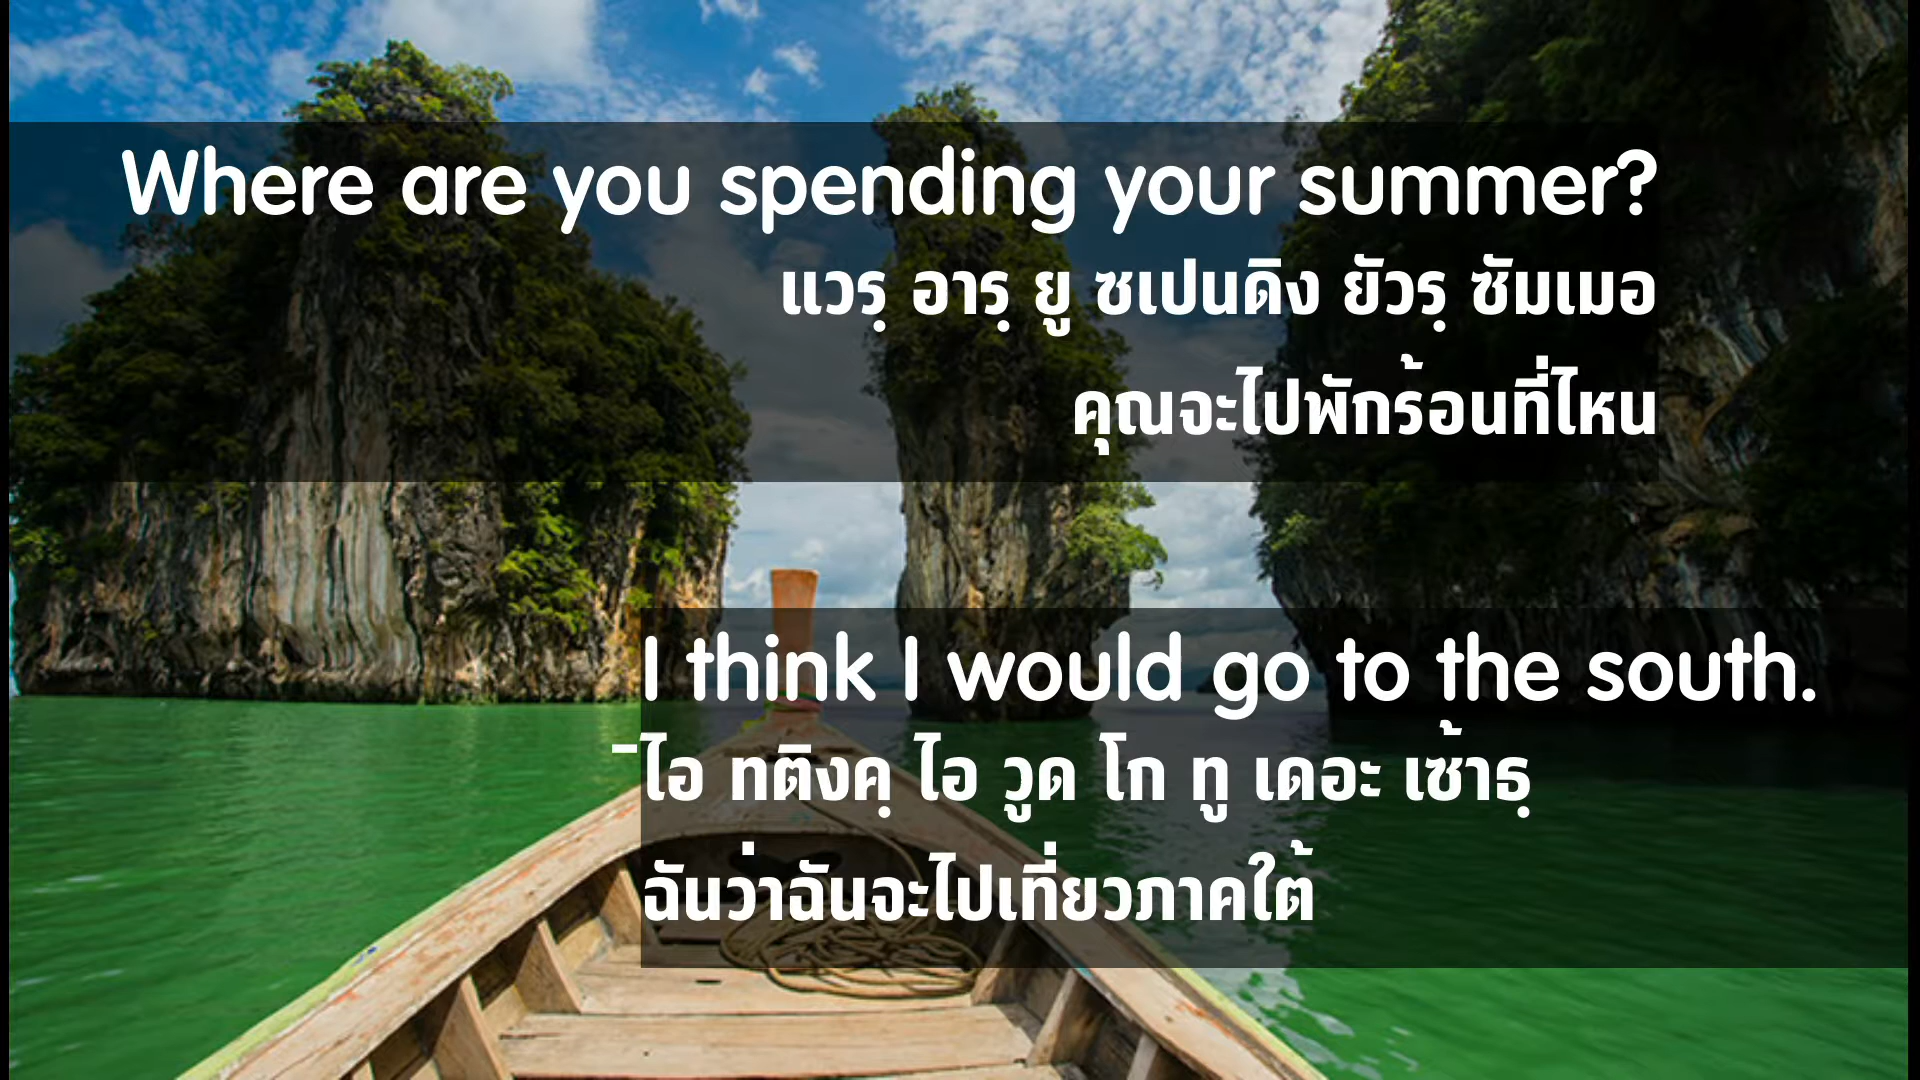 Where are you spending your summer?
แวรฺ อารฺ ยู ซเปนดิง ยัวรฺ ซัมเมอ
คุณจะไปพักร้อนที่ไหน
I think I would go to the south.
ไอ ทติงคฺ ไอ วูด โก ทู เดอะ เซ้าธฺ
ฉันว่าฉันจะไปเที่ยวภาคใต้